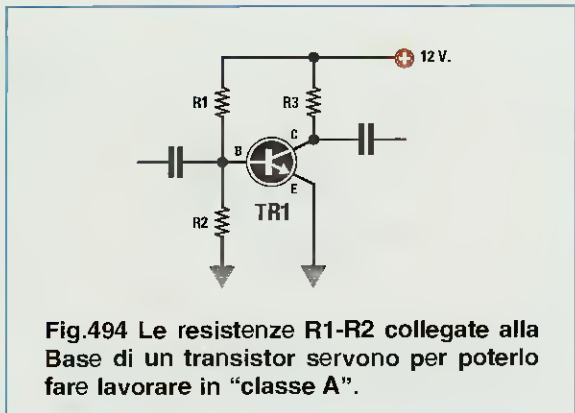 12 V.
R1
R3
C
B
E
TR1
R2
Fig.494 Le resistenze R1-R2 collegate alla
Base di un transistor servono per poterlo
fare lavorare in “classe A”.